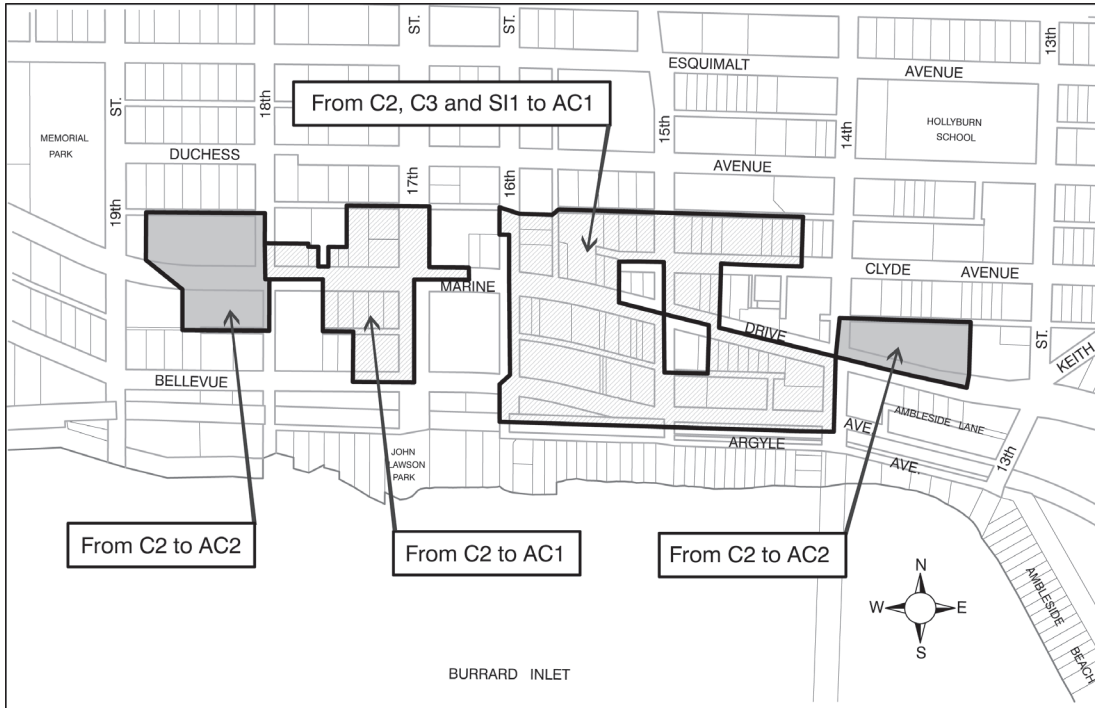 ST.
ST.
13th
ESQUIMALT
AVENUE
ST.
18th
From C2, C3 and SI1 to AC1
15th
14th
HOLLYBURN
SCHOOL
MEMORIAL
PARK
DUCHESS
AVENUE
19th
17th
16th
CLYDE
AVENUE
MARINE
DRIVE
ST.
KEITH
BELLEVUE
AMBLESIDE LANE
AVE
ARGYLE
AVE.
13th
JOHN
LAWSON
PARK
From C2 to AC2
From C2 to AC1
From C2 to AC2
AMBLESIDE
BEACH
N
W
E
S
BURRARD INLET